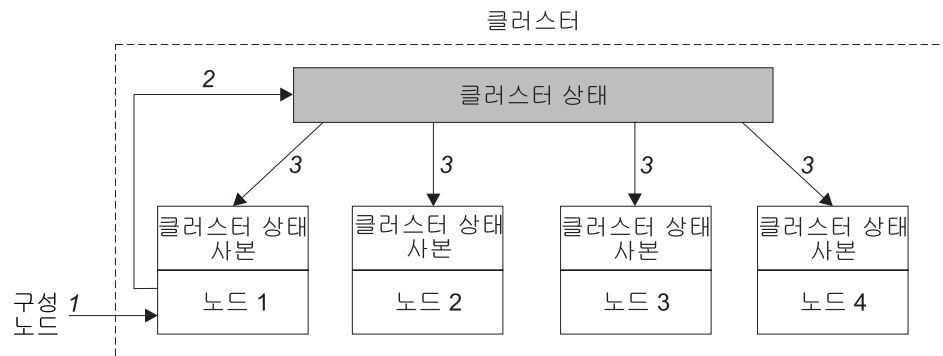 클러스터
2
클러스터 상태
3 3 3 3
클러스터 상태
사본
클러스터 상태
사본
클러스터 상태
사본
클러스터 상태
사본
구성
노드
1
노드 1
노드 2
노드 3
노드 4